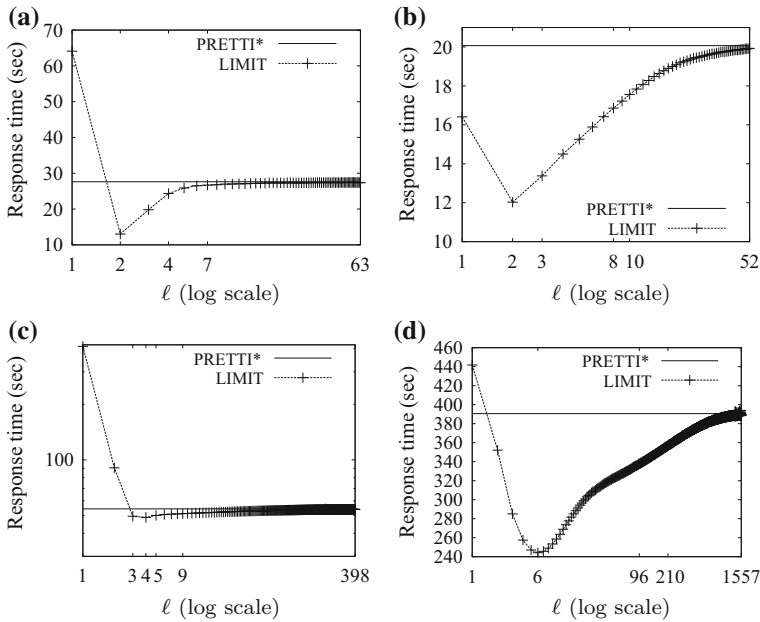 (a)
Response time (sec)
70
60
50
40
30
20
10
PRETTI*
LIMIT
1 2 4 7 63
ℓ (log scale)
(b)
Response time (sec)
20
18
16
14
12
10
PRETTI*
LIMIT
1 2 3 8 10 52
ℓ (log scale)
(c)
Response time (sec)
100
PRETTI*
LIMIT
1 3 4 5 9 398
ℓ (log scale)
(d)
Response time (sec)
460
440
420
400
380
360
340
320
300
280
260
240
PRETTI*
LIMIT
1 6 96 210 1557
ℓ (log scale)